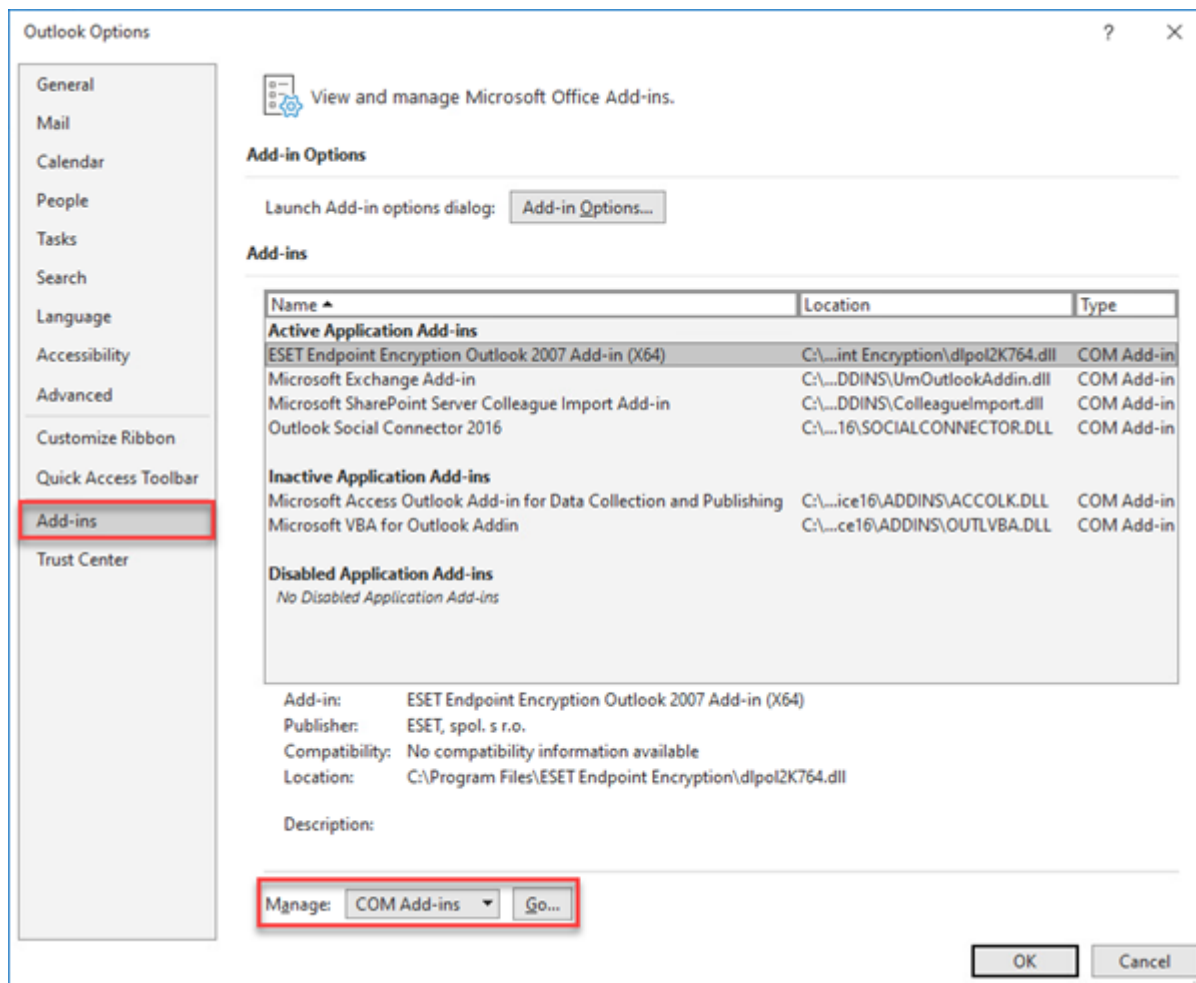 Outlook Options
?
General
Mail
Calendar
People
Tasks
Search
Language
Accessibility
Advanced
Customize Ribbon
Quick Access Toolbar
Add-ins
Trust Center
View and manage Microsoft Office Add-ins.
Add-in Options
Launch Add-in options dialog: Add-in Options...
Add-ins
Name Location Type
Active Application Add-ins
ESET Endpoint Encryption Outlook 2007 Add-in (X64) C:\...int Encryption\dlpol2K764.dll COM Add-in
Microsoft Exchange Add-in C:\...DDINS\UmOutlookAddin.dll COM Add-in
Microsoft SharePoint Server Colleague Import Add-in C:\...DDINS\ColleagueImport.dll COM Add-in
Outlook Social Connector 2016 C:\...16\SOCIALCONNECTOR.DLL COM Add-in
Inactive Application Add-ins
Microsoft Access Outlook Add-in for Data Collection and Publishing C:\...ice16\ADDINS\ACCOLK.DLL COM Add-in
Microsoft VBA for Outlook Addin C:\...ce16\ADDINS\OUTLVBA.DLL COM Add-in
Disabled Application Add-ins
No Disabled Application Add-ins
Add-in: ESET Endpoint Encryption Outlook 2007 Add-in (X64)
Publisher: ESET, spol. s r.o.
Compatibility: No compatibility information available
Location: C:\Program Files\ESET Endpoint Encryption\dlpol2K764.dll
Description:
Manage: COM Add-ins Go...
OK Cancel